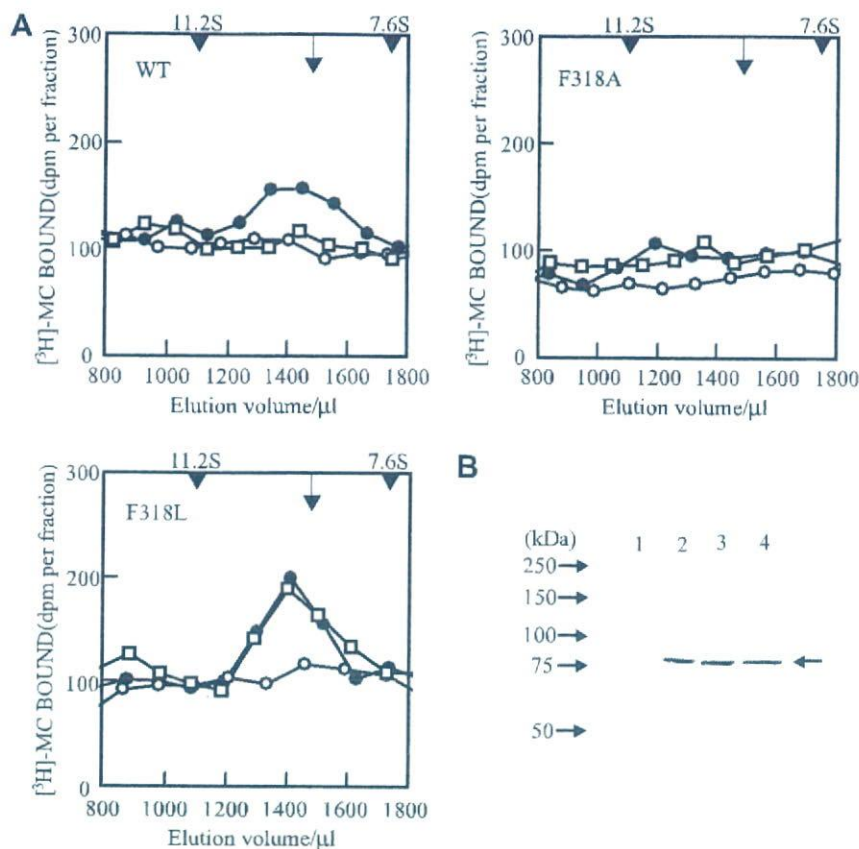 A
11.2S 7.6S
300
200
100
0
WT
[³H]-MC BOUND(dpm per fraction)
800 1000 1200 1400 1600 1800
Elution volume/µl
11.2S 7.6S
300
200
100
0
F318A
[³H]-MC BOUND(dpm per fraction)
800 1000 1200 1400 1600 1800
Elution volume/µl
11.2S 7.6S
300
200
100
0
F318L
[³H]-MC BOUND(dpm per fraction)
800 1000 1200 1400 1600 1800
Elution volume/µl
B
(kDa) 1 2 3 4
250
150
100
75
50